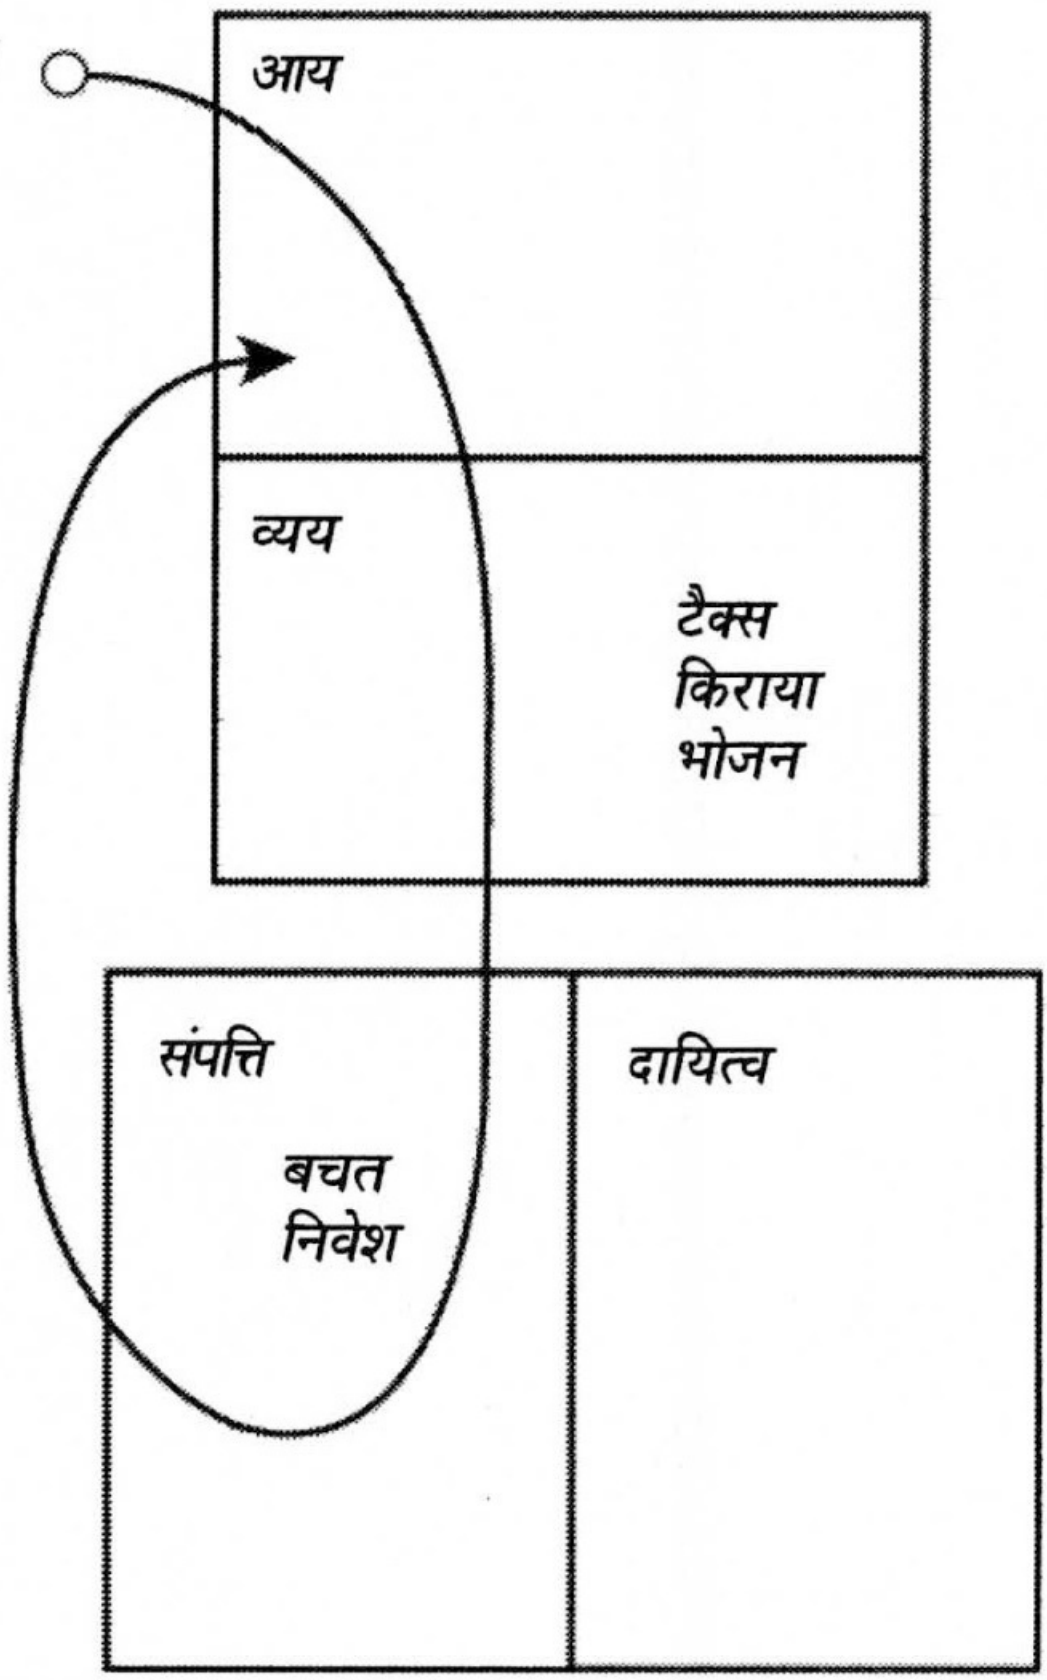 आय
व्यय
टैक्स
किराया
भोजन
संपत्ति
दायित्व
बचत
निवेश